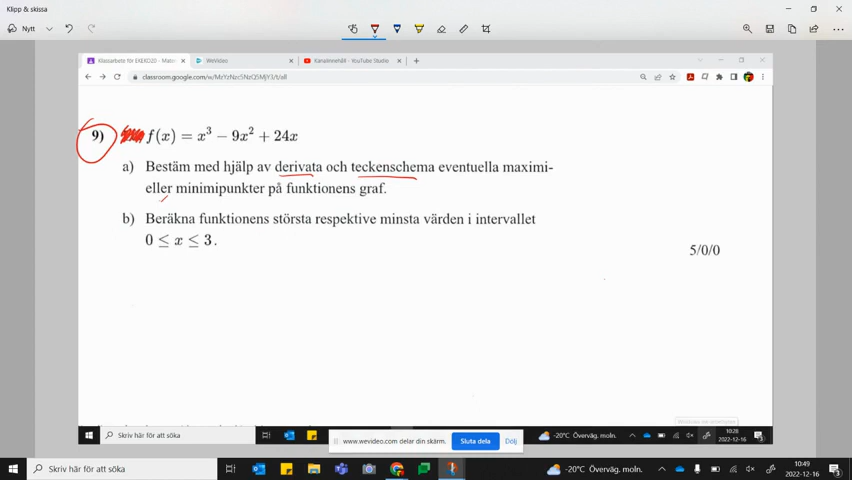 Klipp & skissa
Nytt
Klassarbete för EKEKO20 - Matem
WeVideo
Kanalinnehåll - YouTube Studio
classroom.google.com/w/MzYzNzc5NzQ5MjY3/t/all
9) f(x) = x³ − 9x² + 24x
a) Bestäm med hjälp av derivata och teckenschema eventuella maximi-
eller minimipunkter på funktionens graf.
b) Beräkna funktionens största respektive minsta värden i intervallet
0 ≤ x ≤ 3.
5/0/0
Skriv här för att söka
www.wevideo.com delar din skärm.
Sluta dela
Dölj
-20°C Överväg. moln.
10:28
2022-12-16
Skriv här för att söka
-20°C Överväg. moln.
10:49
2022-12-16